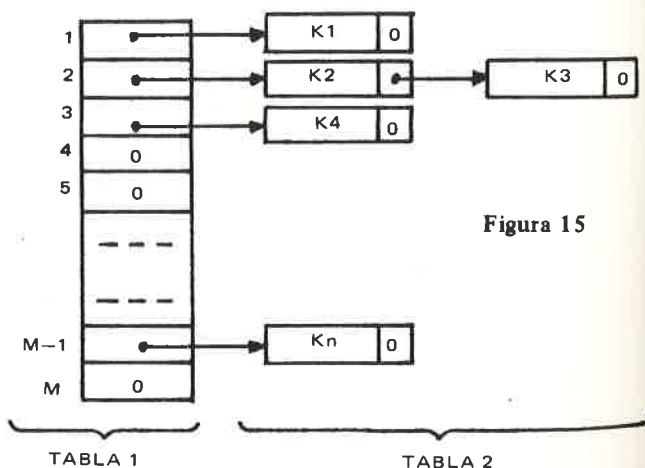 1 K1 0
2 K2 K3 0
3 K4 0
4 0
5 0
Figura 15
M-1 Kn 0
M 0
TABLA 1 TABLA 2